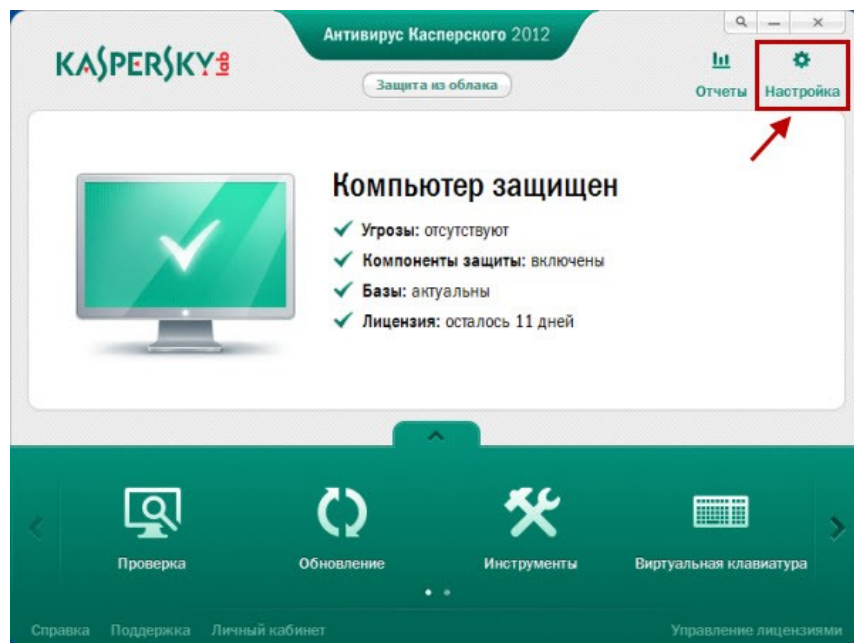 Антивирус Касперского 2012
KASPERSKY lab
Защита из облака
Отчеты
Настройка
Компьютер защищен
Угрозы: отсутствуют
Компоненты защиты: включены
Базы: актуальны
Лицензия: осталось 11 дней
Проверка
Обновление
Инструменты
Виртуальная клавиатура
Справка Поддержка Личный кабинет Управление лицензиями